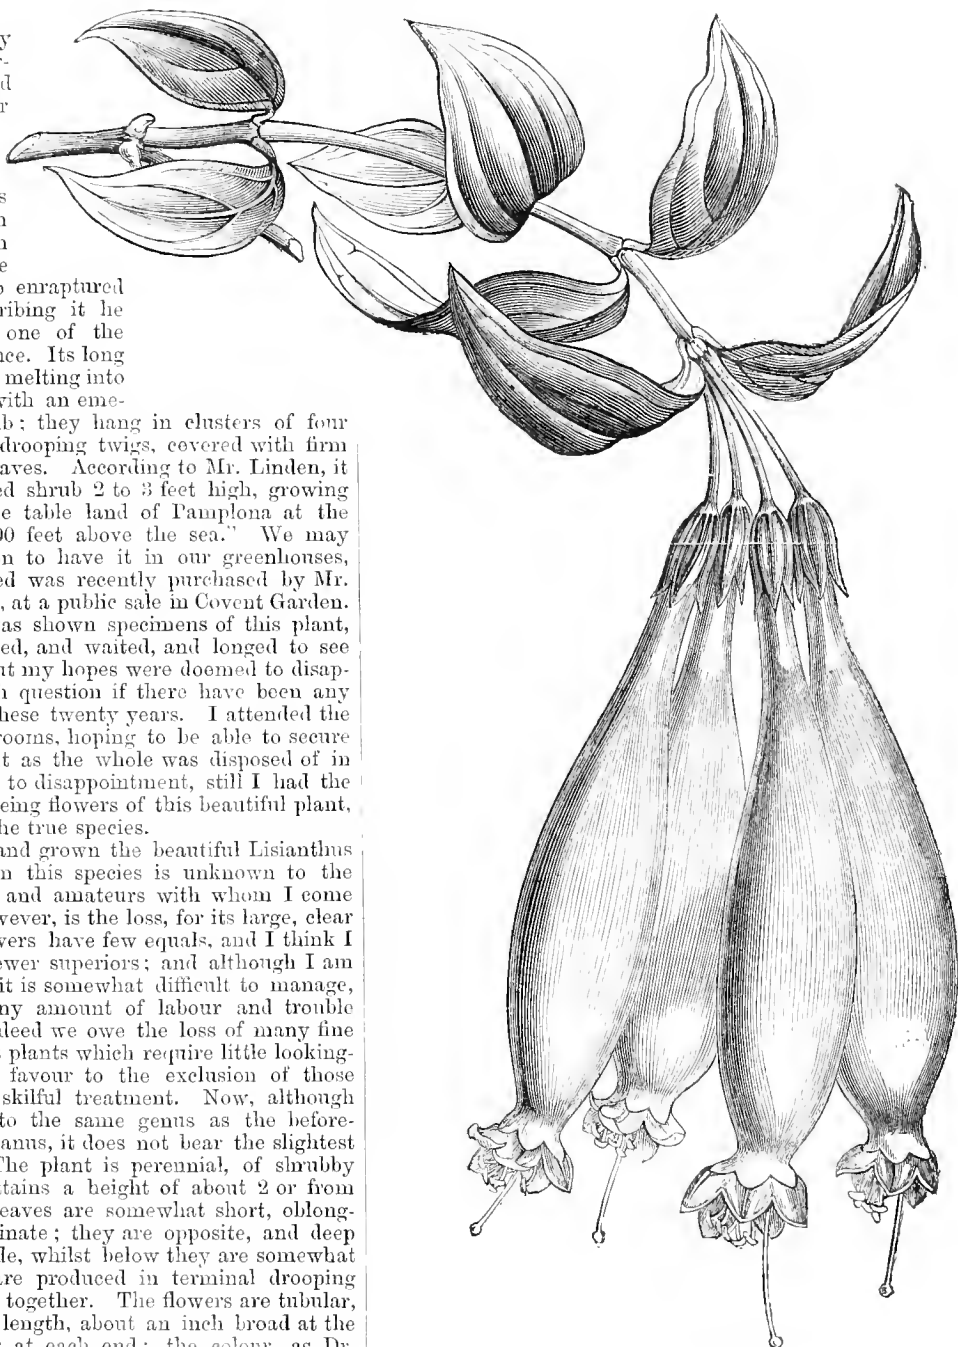 y
r-
d
r
s
n
n
e
o enraptured
ribing it he
one of the
nce. Its long
melting into
with an eme-
b; they hang in clusters of four
drooping twigs, covered with firm
aves. According to Mr. Linden, it
ed shrub 2 to 3 feet high, growing
e table land of Pamplona at the
00 feet above the sea." We may
n to have it in our greenhouses,
ed was recently purchased by Mr.
, at a public sale in Covent Garden.
as shown specimens of this plant,
ed, and waited, and longed to see
ut my hopes were doomed to disap-
n question if there have been any
hese twenty years. I attended the
rooms, hoping to be able to secure
t as the whole was disposed of in
to disappointment, still I had the
eing flowers of this beautiful plant,
he true species.
and grown the beautiful Lisianthus
n this species is unknown to the
and amateurs with whom I come
wever, is the loss, for its large, clear
vers have few equals, and I think I
ewer superiors; and although I am
it is somewhat difficult to manage,
ny amount of labour and trouble
deed we owe the loss of many fine
plants which require little looking-
favour to the exclusion of those
skilful treatment. Now, although
to the same genus as the before-
anus, it does not bear the slightest
The plant is perennial, of shrubby
tains a height of about 2 or from
eaves are somewhat short, oblong-
inate; they are opposite, and deep
le, whilst below they are somewhat
are produced in terminal drooping
together. The flowers are tubular,
length, about an inch broad at the
at each end; the colour, as Dr.